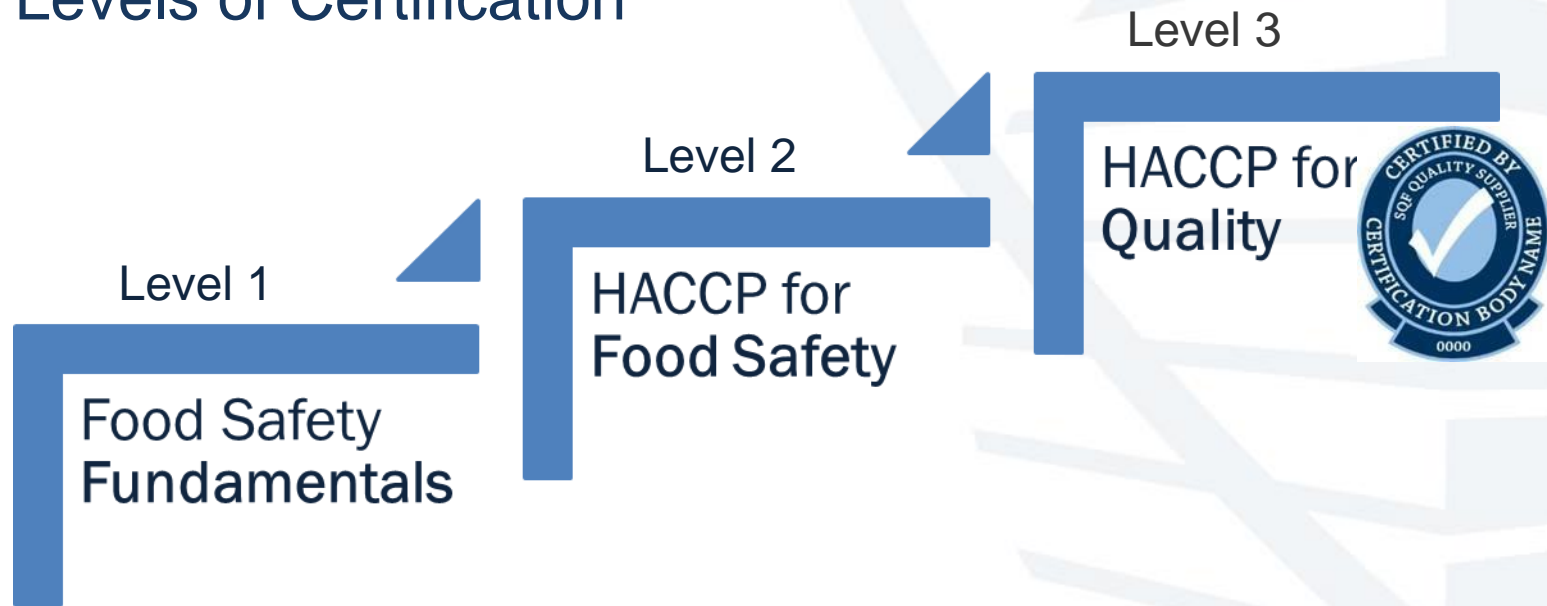 Levels of Certification
Level 1
Food Safety
Fundamentals
Level 2
HACCP for
Food Safety
Level 3
HACCP for
Quality
CERTIFIED BY
SQF QUALITY SUPPLIER
CERTIFICATION BODY NAME
0000